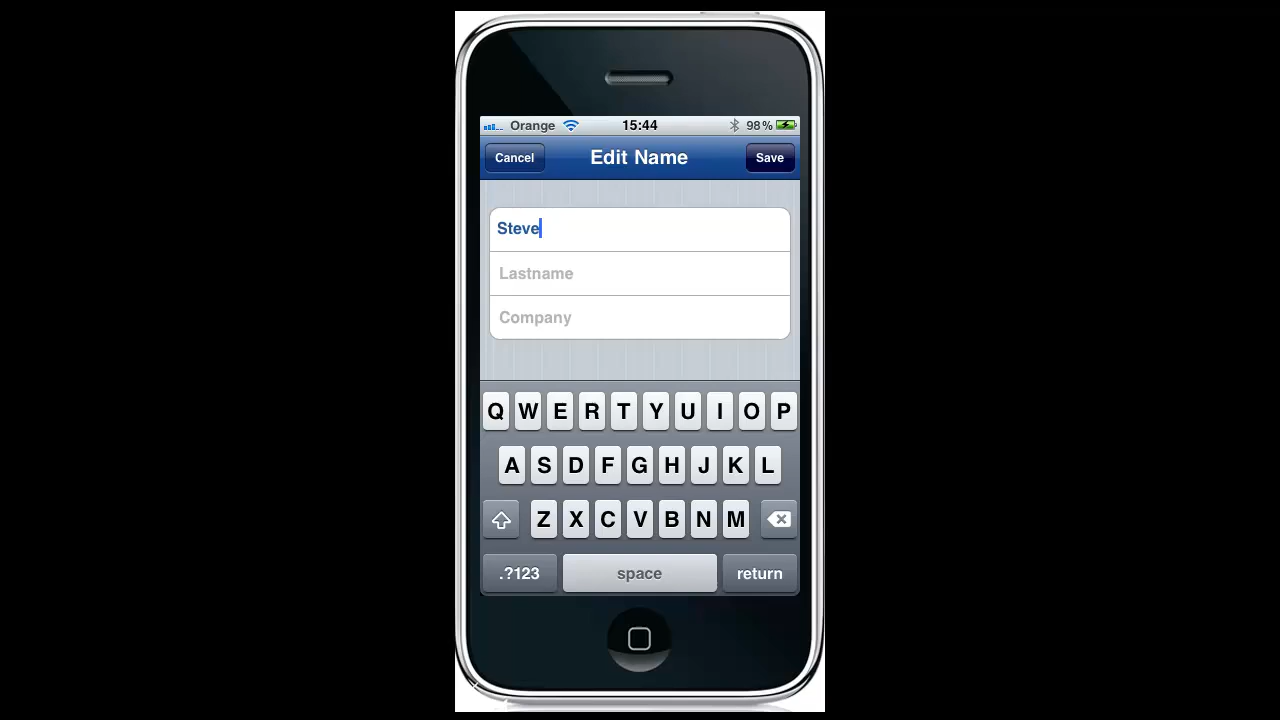 Orange 15:44 98%
Cancel Edit Name Save
Steve
Lastname
Company
Q W E R T Y U I O P
A S D F G H J K L
Z X C V B N M
.?123 space return